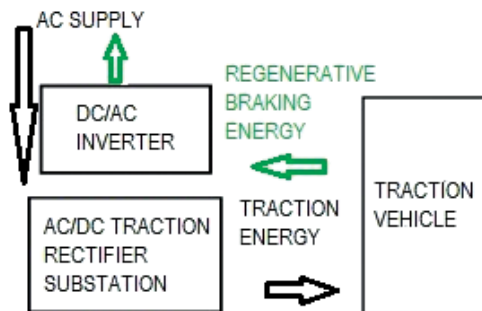 AC SUPPLY
DC/AC
INVERTER
REGENERATIVE
BRAKING
ENERGY
AC/DC TRACTION
RECTIFIER
SUBSTATION
TRACTION
ENERGY
TRACTION
VEHICLE